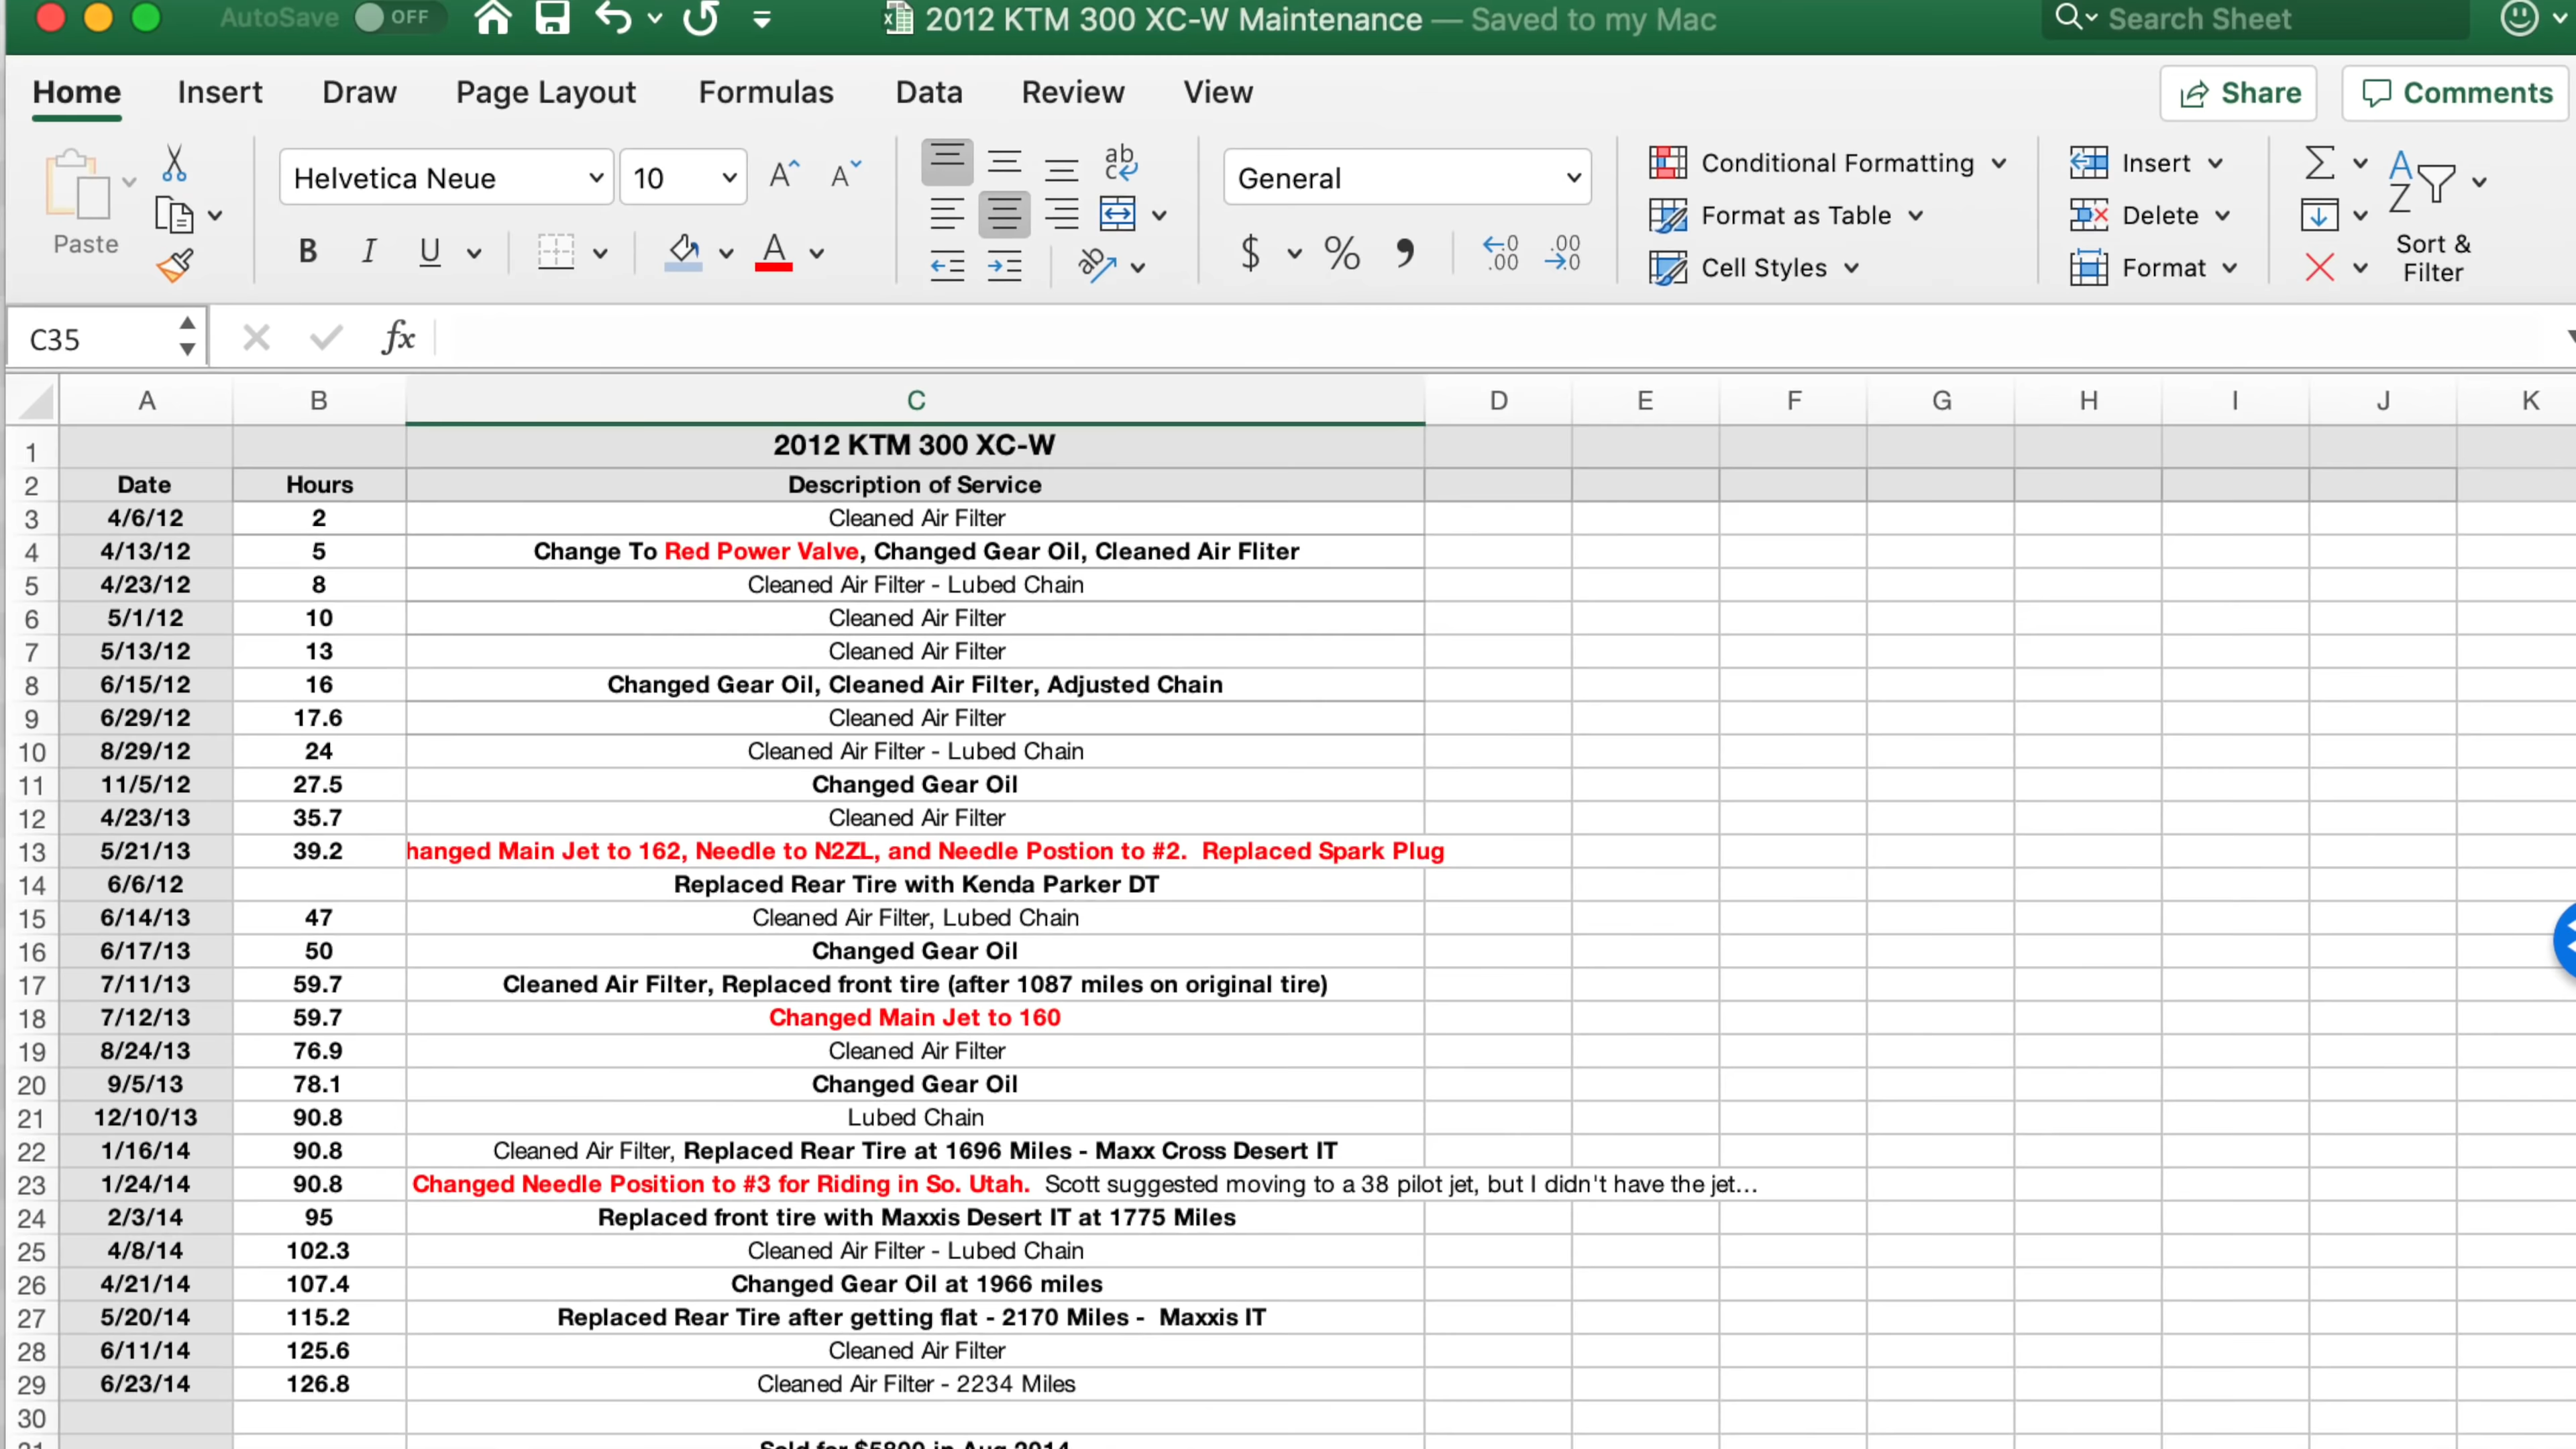 AutoSave OFF 2012 KTM 300 XC-W Maintenance — Saved to my Mac Search Sheet
Home Insert Draw Page Layout Formulas Data Review View Share Comments
Paste Helvetica Neue 10 A A ab c General Conditional Formatting Insert
Format as Table Delete
B I U A ab $ % , .0 .00 .00 .0 Cell Styles Format Sort & Filter
C35 fx
A B C D E F G H I J K
1 2012 KTM 300 XC-W
2 Date Hours Description of Service
3 4/6/12 2 Cleaned Air Filter
4 4/13/12 5 Change To Red Power Valve, Changed Gear Oil, Cleaned Air Fliter
5 4/23/12 8 Cleaned Air Filter - Lubed Chain
6 5/1/12 10 Cleaned Air Filter
7 5/13/12 13 Cleaned Air Filter
8 6/15/12 16 Changed Gear Oil, Cleaned Air Filter, Adjusted Chain
9 6/29/12 17.6 Cleaned Air Filter
10 8/29/12 24 Cleaned Air Filter - Lubed Chain
11 11/5/12 27.5 Changed Gear Oil
12 4/23/13 35.7 Cleaned Air Filter
13 5/21/13 39.2 hanged Main Jet to 162, Needle to N2ZL, and Needle Postion to #2. Replaced Spark Plug
14 6/6/12 Replaced Rear Tire with Kenda Parker DT
15 6/14/13 47 Cleaned Air Filter, Lubed Chain
16 6/17/13 50 Changed Gear Oil
17 7/11/13 59.7 Cleaned Air Filter, Replaced front tire (after 1087 miles on original tire)
18 7/12/13 59.7 Changed Main Jet to 160
19 8/24/13 76.9 Cleaned Air Filter
20 9/5/13 78.1 Changed Gear Oil
21 12/10/13 90.8 Lubed Chain
22 1/16/14 90.8 Cleaned Air Filter, Replaced Rear Tire at 1696 Miles - Maxx Cross Desert IT
23 1/24/14 90.8 Changed Needle Position to #3 for Riding in So. Utah. Scott suggested moving to a 38 pilot jet, but I didn't have the jet...
24 2/3/14 95 Replaced front tire with Maxxis Desert IT at 1775 Miles
25 4/8/14 102.3 Cleaned Air Filter - Lubed Chain
26 4/21/14 107.4 Changed Gear Oil at 1966 miles
27 5/20/14 115.2 Replaced Rear Tire after getting flat - 2170 Miles - Maxxis IT
28 6/11/14 125.6 Cleaned Air Filter
29 6/23/14 126.8 Cleaned Air Filter - 2234 Miles
30
31 Sold for $5800 in Aug 2014